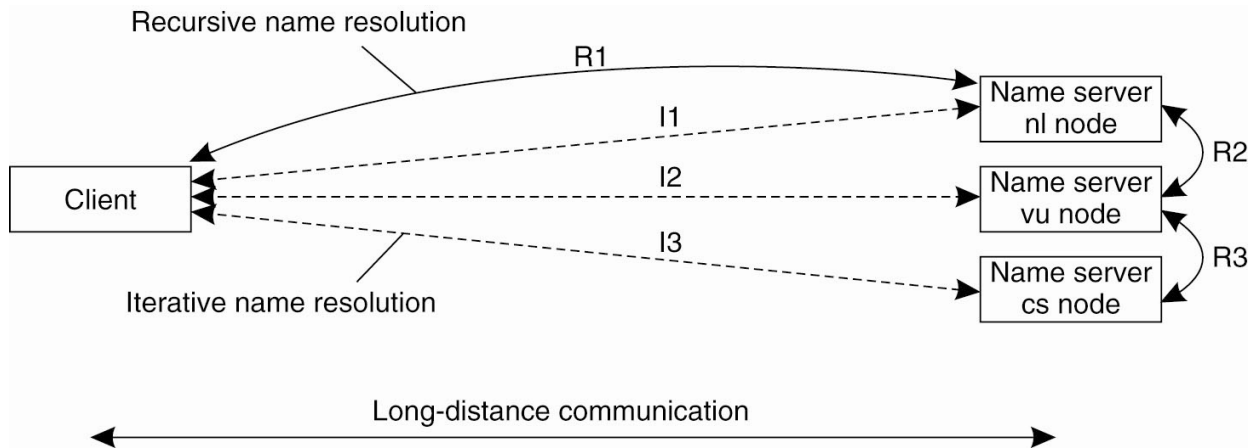 Recursive name resolution
R1
Name server
nl node
I1
R2
Client
I2
Name server
vu node
I3
R3
Name server
cs node
Iterative name resolution
Long-distance communication